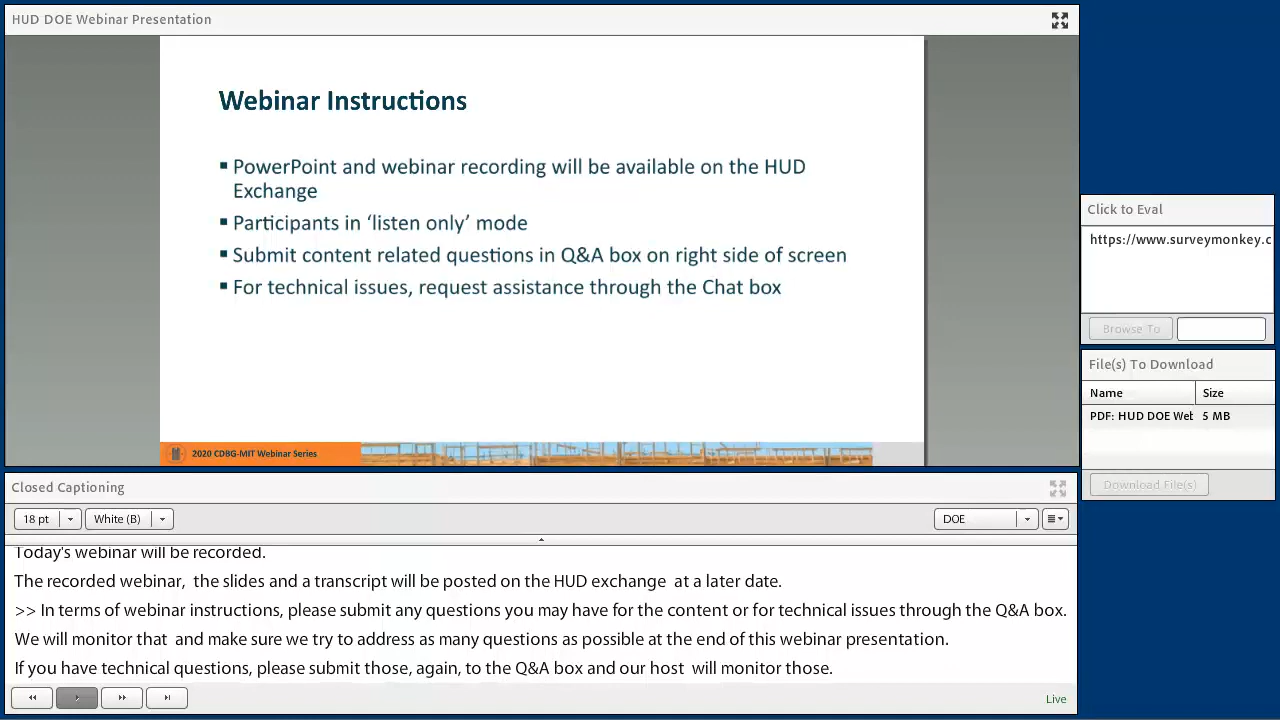 HUD DOE Webinar Presentation
Webinar Instructions
▪ PowerPoint and webinar recording will be available on the HUD
Exchange
▪ Participants in ‘listen only’ mode
▪ Submit content related questions in Q&A box on right side of screen
▪ For technical issues, request assistance through the Chat box
2020 CDBG-MIT Webinar Series
Click to Eval
https://www.surveymonkey.c
Browse To
File(s) To Download
Name Size
PDF: HUD DOE Wet 5 MB
Download File(s)
Closed Captioning
18 pt White (B) DOE
Today's webinar will be recorded.
The recorded webinar, the slides and a transcript will be posted on the HUD exchange at a later date.
>> In terms of webinar instructions, please submit any questions you may have for the content or for technical issues through the Q&A box.
We will monitor that and make sure we try to address as many questions as possible at the end of this webinar presentation.
If you have technical questions, please submit those, again, to the Q&A box and our host will monitor those.
Live